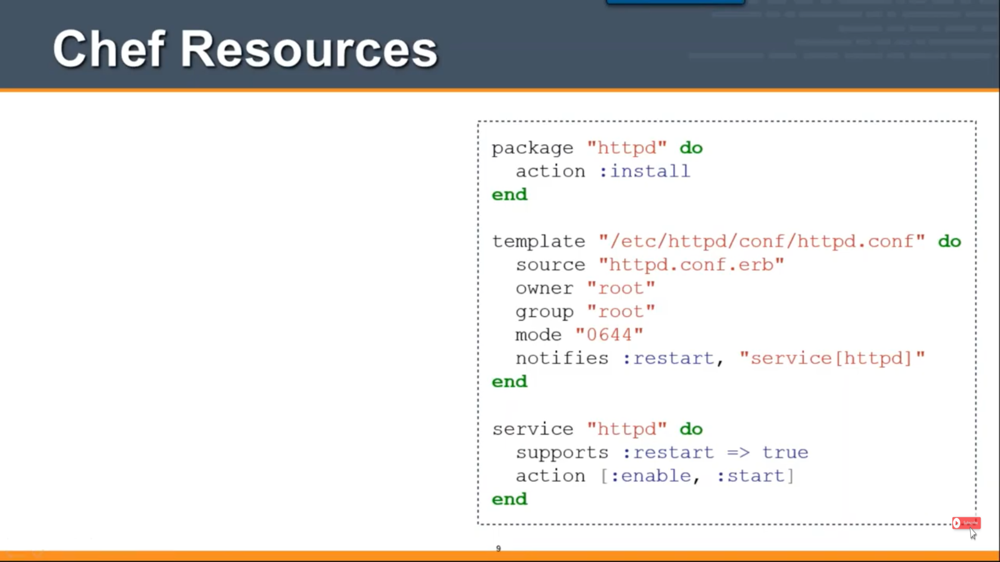 Chef Resources
package "httpd" do
  action :install
end
template "/etc/httpd/conf/httpd.conf" do
  source "httpd.conf.erb"
  owner "root"
  group "root"
  mode "0644"
  notifies :restart, "service[httpd]"
end
service "httpd" do
  supports :restart => true
  action [:enable, :start]
end
Subscribe
9